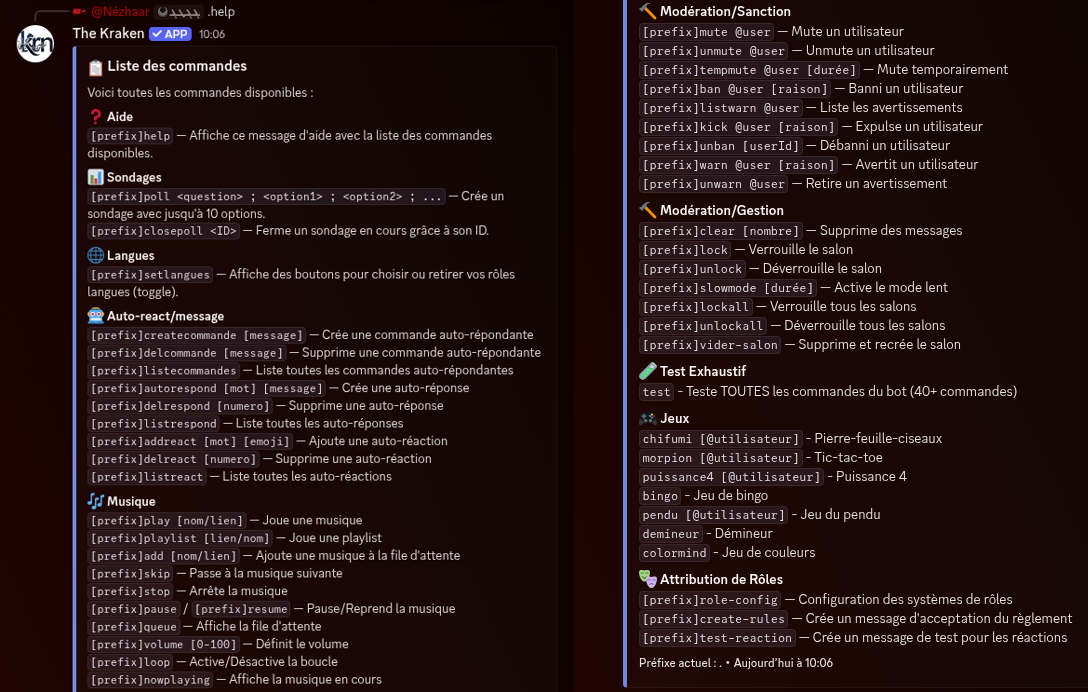 @Nézhaar .help
The Kraken ✓ APP 10:06
krn
📋 Liste des commandes
Voici toutes les commandes disponibles :
❓ Aide
[prefix]help — Affiche ce message d'aide avec la liste des commandes
disponibles.
📊 Sondages
[prefix]poll <question> ; <option1> ; <option2> ; ... — Crée un
sondage avec jusqu'à 10 options.
[prefix]closepoll <ID> — Ferme un sondage en cours grâce à son ID.
🌐 Langues
[prefix]setlangues — Affiche des boutons pour choisir ou retirer vos rôles
langues (toggle).
🤖 Auto-react/message
[prefix]createcommande [message] — Crée une commande auto-répondante
[prefix]delcommande [message] — Supprime une commande auto-répondante
[prefix]listecommandes — Liste toutes les commandes auto-répondantes
[prefix]autorespond [mot] [message] — Crée une auto-réponse
[prefix]delrespond [numero] — Supprime une auto-réponse
[prefix]listrespond — Liste toutes les auto-réponses
[prefix]addreact [mot] [emoji] — Ajoute une auto-réaction
[prefix]delreact [numero] — Supprime une auto-réaction
[prefix]listreact — Liste toutes les auto-réactions
🎶 Musique
[prefix]play [nom/lien] — Joue une musique
[prefix]playlist [lien/nom] — Joue une playlist
[prefix]add [nom/lien] — Ajoute une musique à la file d'attente
[prefix]skip — Passe à la musique suivante
[prefix]stop — Arrête la musique
[prefix]pause / [prefix]resume — Pause/Reprend la musique
[prefix]queue — Affiche la file d'attente
[prefix]volume [0-100] — Définit le volume
[prefix]loop — Active/Désactive la boucle
[prefix]nowplaying — Affiche la musique en cours
🔨 Modération/Sanction
[prefix]mute @user — Mute un utilisateur
[prefix]unmute @user — Unmute un utilisateur
[prefix]tempmute @user [durée] — Mute temporairement
[prefix]ban @user [raison] — Banni un utilisateur
[prefix]listwarn @user — Liste les avertissements
[prefix]kick @user [raison] — Expulse un utilisateur
[prefix]unban [userId] — Débanni un utilisateur
[prefix]warn @user [raison] — Avertit un utilisateur
[prefix]unwarn @user — Retire un avertissement
🔨 Modération/Gestion
[prefix]clear [nombre] — Supprime des messages
[prefix]lock — Verrouille le salon
[prefix]unlock — Déverrouille le salon
[prefix]slowmode [durée] — Active le mode lent
[prefix]lockall — Verrouille tous les salons
[prefix]unlockall — Déverrouille tous les salons
[prefix]vider-salon — Supprime et recrée le salon
🧪 Test Exhaustif
test - Teste TOUTES les commandes du bot (40+ commandes)
🎮 Jeux
chifumi [@utilisateur] - Pierre-feuille-ciseaux
morpion [@utilisateur] - Tic-tac-toe
puissance4 [@utilisateur] - Puissance 4
bingo - Jeu de bingo
pendu [@utilisateur] - Jeu du pendu
demineur - Démineur
colormind - Jeu de couleurs
🎭 Attribution de Rôles
[prefix]role-config — Configuration des systèmes de rôles
[prefix]create-rules — Crée un message d'acceptation du règlement
[prefix]test-reaction — Crée un message de test pour les réactions
Préfixe actuel : . • Aujourd'hui à 10:06